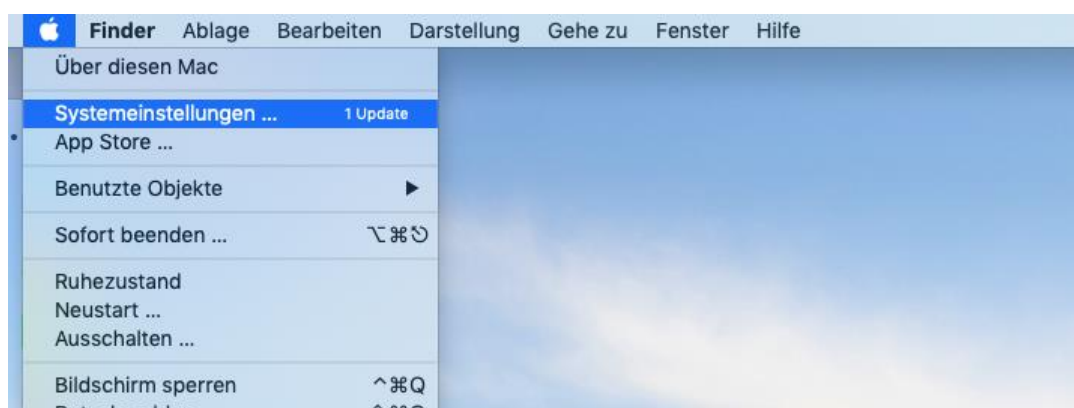 Finder Ablage Bearbeiten Darstellung Gehe zu Fenster Hilfe
Über diesen Mac
Systemeinstellungen ... 1 Update
App Store ...
Benutzte Objekte ▶
Sofort beenden ... ⌥⌘⎋
Ruhezustand
Neustart ...
Ausschalten ...
Bildschirm sperren ^⌘Q